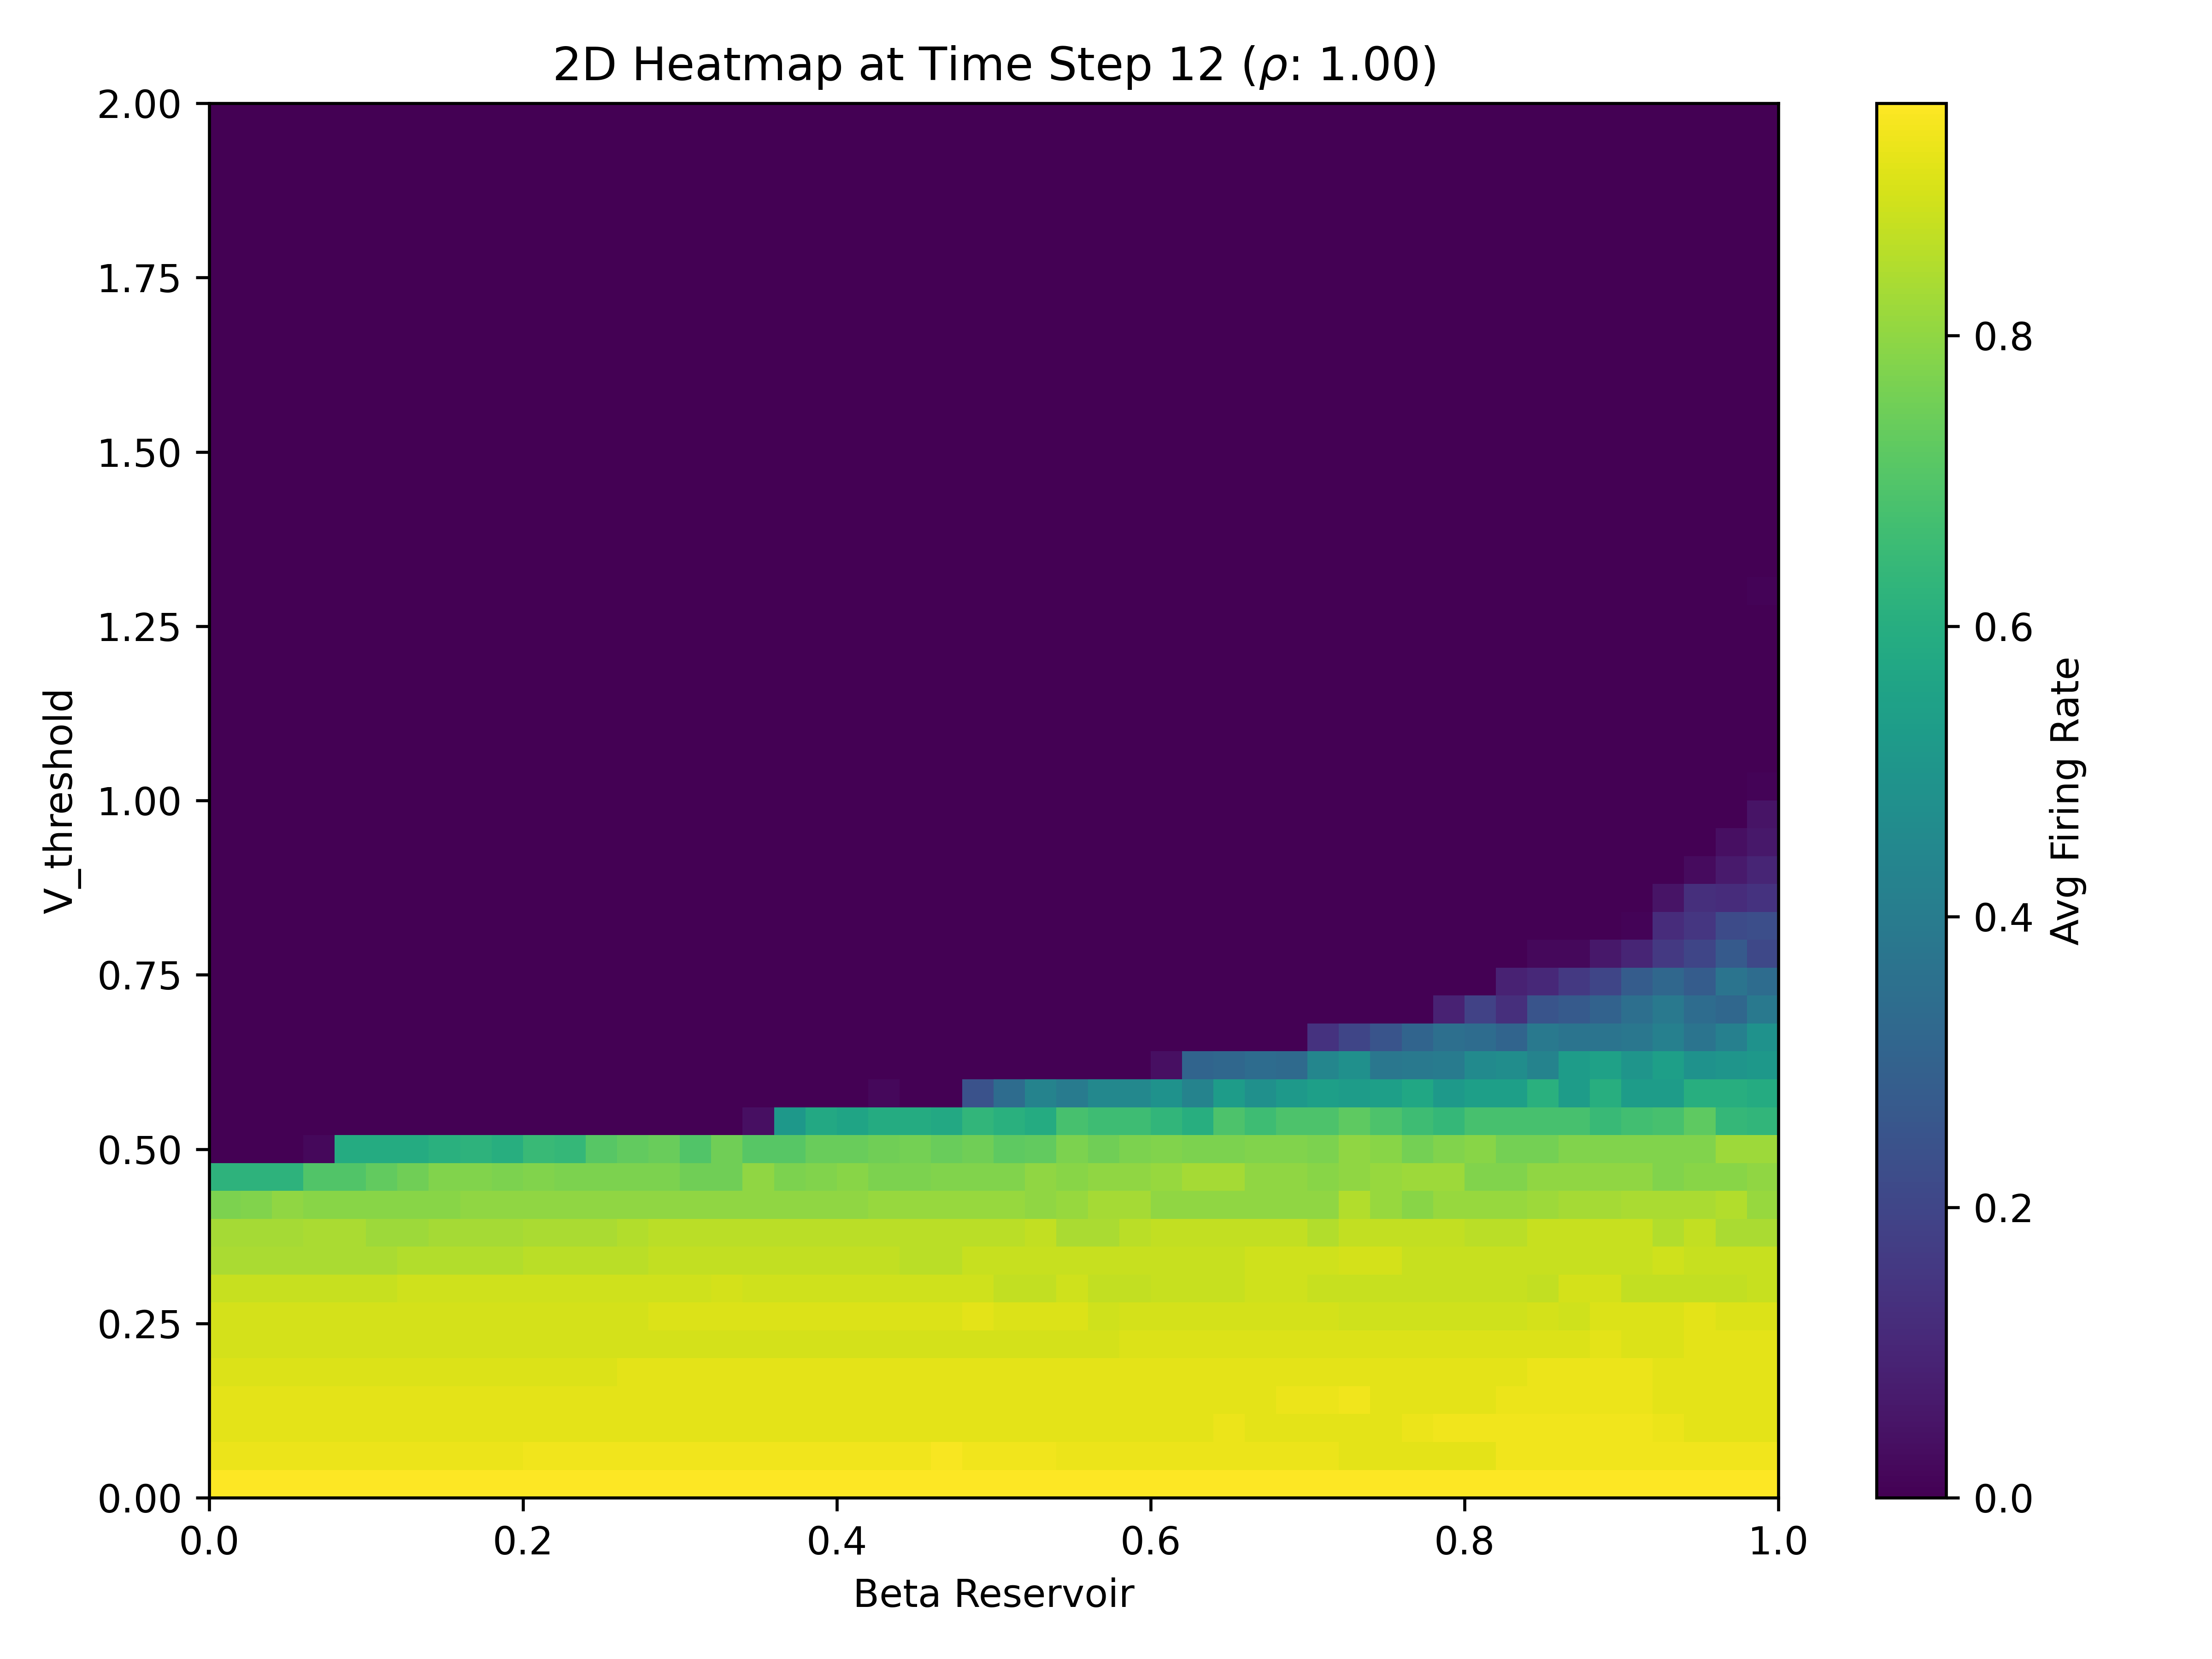 2D Heatmap at Time Step 12 (ρ: 1.00)
2.00
1.75
1.50
1.25
1.00
0.75
0.50
0.25
0.00
V_threshold
0.0 0.2 0.4 0.6 0.8 1.0
Beta Reservoir
0.8
0.6
0.4
0.2
0.0
Avg Firing Rate